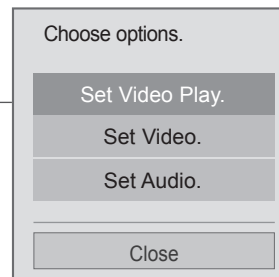 Choose options.
Set Video Play.
Set Video.
Set Audio.
Close